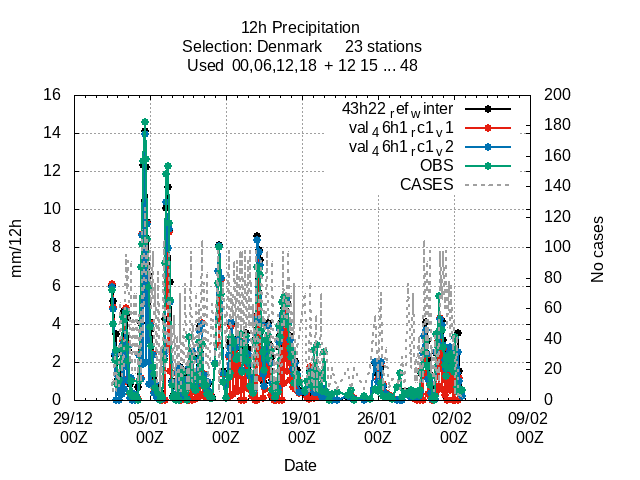 12h Precipitation
Selection: Denmark 23 stations
Used 00,06,12,18 + 12 15 ... 48
43h22refwinter
val46h1rc1v1
val46h1rc1v2
OBS
CASES
16
14
12
10
8
6
4
2
0
mm/12h
200
180
160
140
120
100
80
60
40
20
0
No cases
29/12 05/01 12/01 19/01 26/01 02/02 09/02
00Z 00Z 00Z 00Z 00Z 00Z 00Z
Date